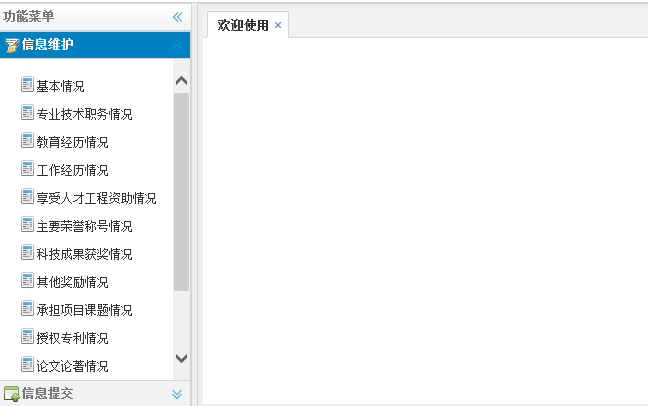 功能菜单
欢迎使用
信息维护
基本情况
专业技术职务情况
教育经历情况
工作经历情况
享受人才工程资助情况
主要荣誉称号情况
科技成果获奖情况
其他奖励情况
承担项目课题情况
授权专利情况
论文论著情况
信息提交